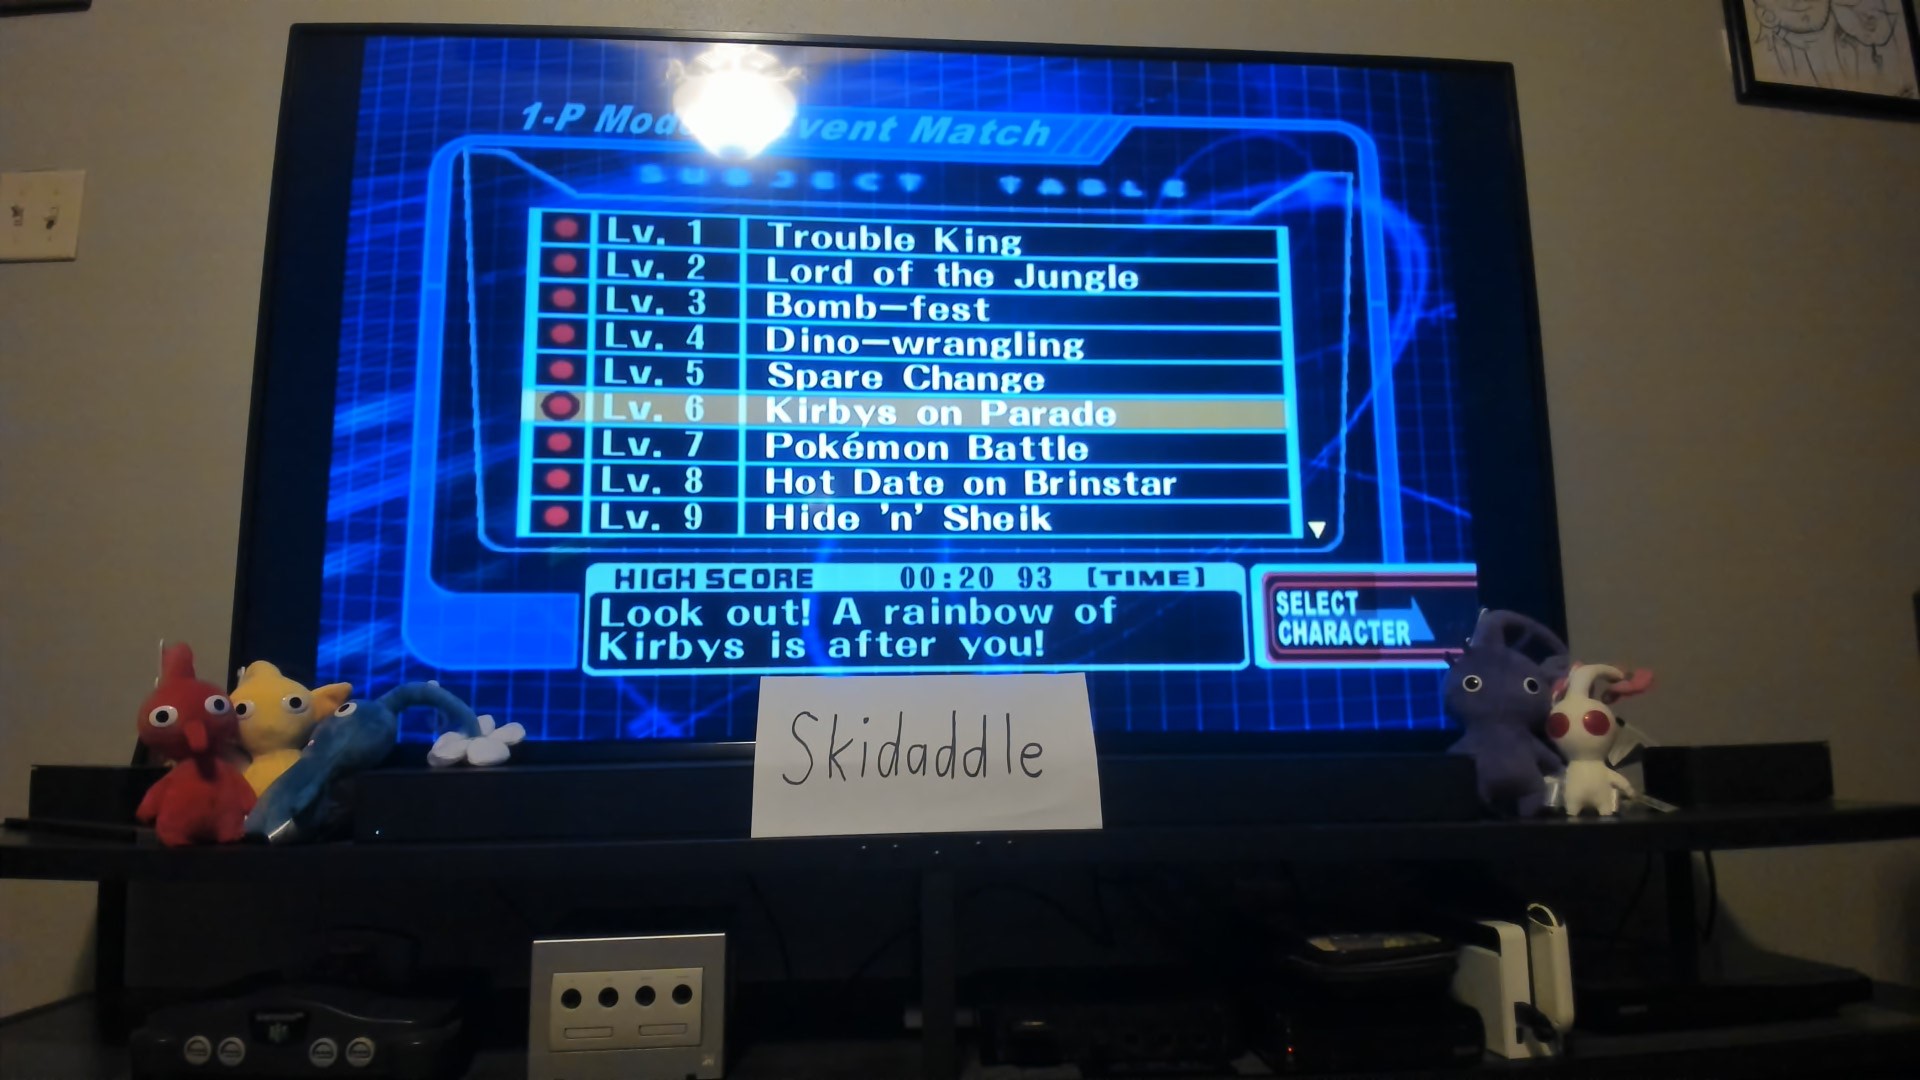 1-P Mode Event Match
SUBJECT TABLE
Lv. 1 Trouble King
Lv. 2 Lord of the Jungle
Lv. 3 Bomb-fest
Lv. 4 Dino-wrangling
Lv. 5 Spare Change
Lv. 6 Kirbys on Parade
Lv. 7 Pokémon Battle
Lv. 8 Hot Date on Brinstar
Lv. 9 Hide 'n' Sheik
HIGH SCORE 00:20 93 [TIME]
Look out! A rainbow of
Kirbys is after you!
SELECT
CHARACTER
Skidaddle